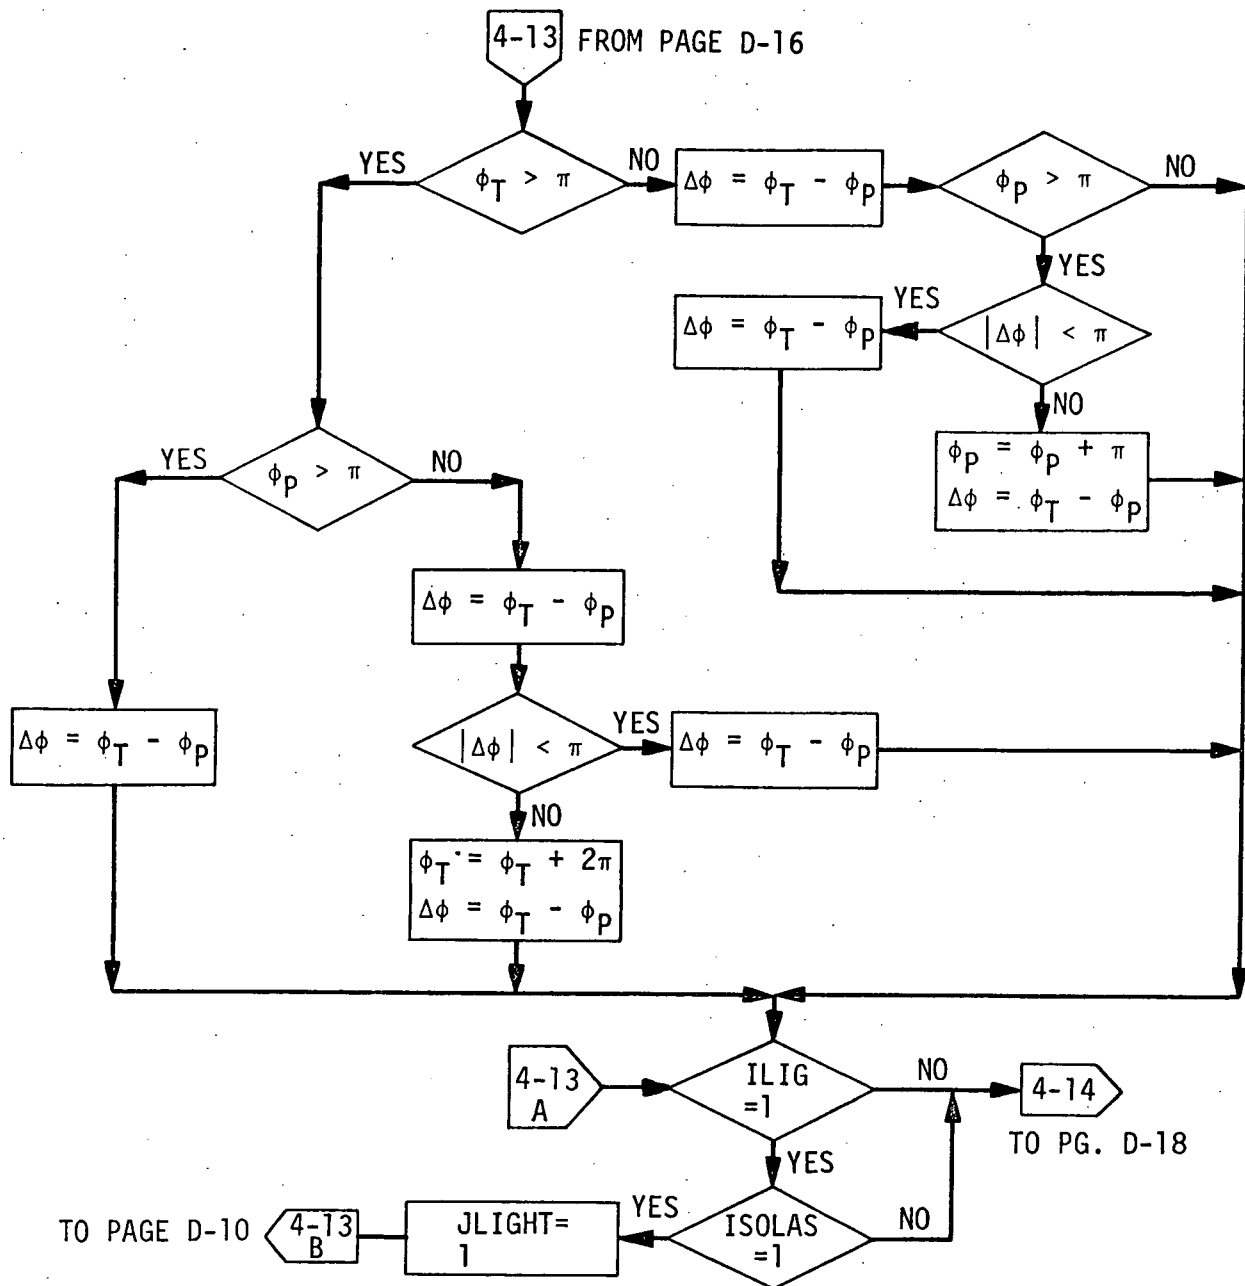 4-13 FROM PAGE D-16
YES
ϕT > π
NO
Δϕ = ϕT - ϕP
ϕP > π
NO
YES
Δϕ = ϕT - ϕP
YES
|Δϕ| < π
NO
ϕP = ϕP + π
Δϕ = ϕT - ϕP
YES
ϕP > π
NO
Δϕ = ϕT - ϕP
Δϕ = ϕT - ϕP
|Δϕ| < π
YES
Δϕ = ϕT - ϕP
NO
ϕT = ϕT + 2π
Δϕ = ϕT - ϕP
4-13
A
ILIG
=1
NO
4-14
TO PG. D-18
YES
TO PAGE D-10
4-13
B
JLIGHT=
1
YES
ISOLAS
=1
NO